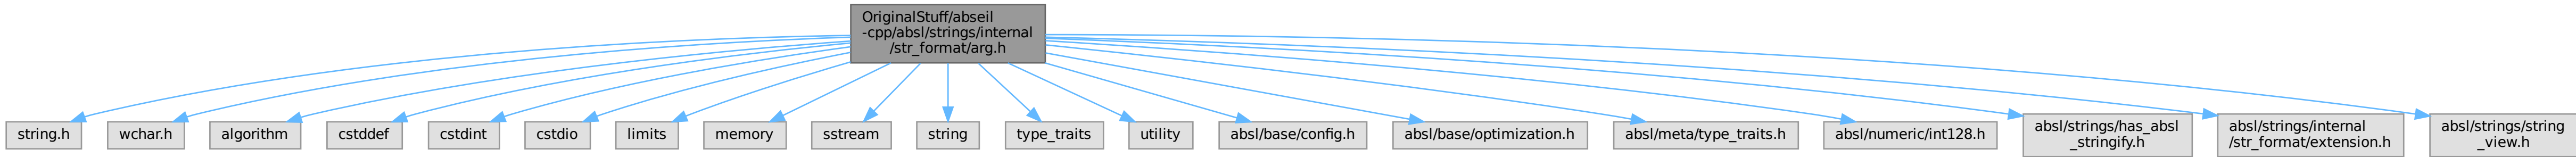 OriginalStuff/abseil
-cpp/absl/strings/internal
/str_format/arg.h
string.h
wchar.h
algorithm
cstddef
cstdint
cstdio
limits
memory
sstream
string
type_traits
utility
absl/base/config.h
absl/base/optimization.h
absl/meta/type_traits.h
absl/numeric/int128.h
absl/strings/has_absl
_stringify.h
absl/strings/internal
/str_format/extension.h
absl/strings/string
_view.h